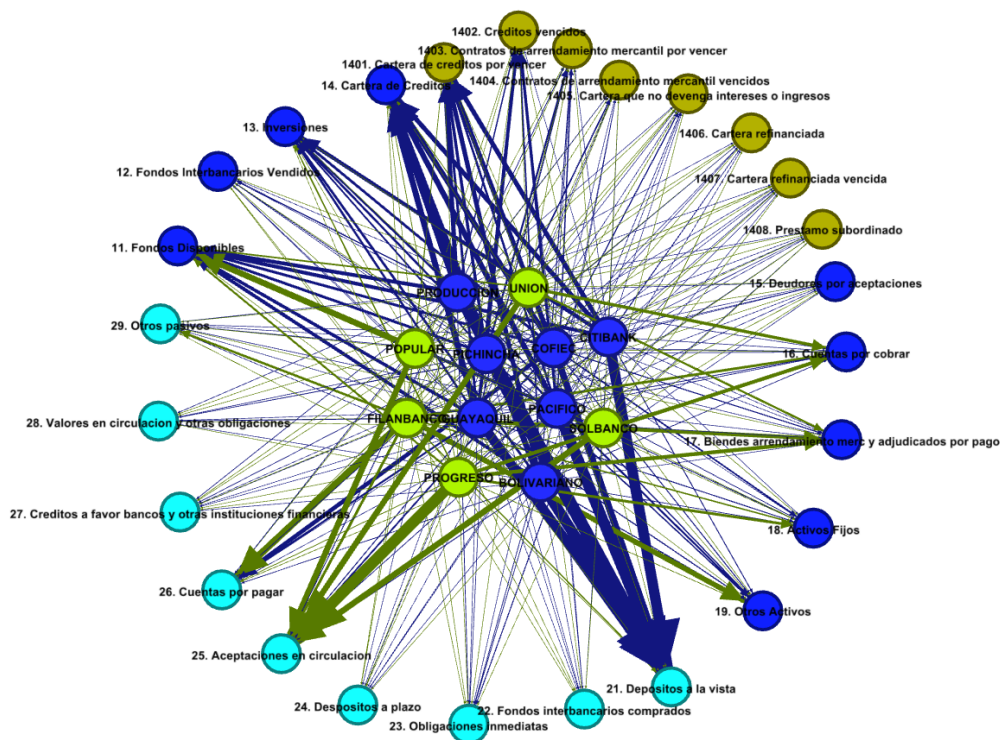 1402. Creditos vencidos
1403. Contratos de arrendamiento mercantil por vencer
1401. Cartera de creditos por vencer
1404. Contratos de arrendamiento mercantil vencidos
14. Cartera de Creditos
1405. Cartera que no devenga intereses o ingresos
13. Inversiones
1406. Cartera refinanciada
12. Fondos Interbancarios Vendidos
1407. Cartera refinanciada vencida
1408. Prestamo subordinado
11. Fondos Disponibles
15. Deudores por aceptaciones
UNION
PRODUCCION
29. Otros pasivos
CITIBANK
POPULAR
PICHINCHA
COFIEC
16. Cuentas por cobrar
PACIFICO
FILANBANCO
GUAYAQUIL
28. Valores en circulacion y otras obligaciones
SOLBANCO
17. Biendes arrendamiento merc y adjudicados por pago
PROGRESO
BOLIVARIANO
27. Creditos a favor bancos y otras instituciones financieras
18. Activos Fijos
26. Cuentas por pagar
19. Otros Activos
25. Aceptaciones en circulacion
21. Depositos a la vista
24. Despositos a plazo
22. Fondos interbancarios comprados
23. Obligaciones inmediatas